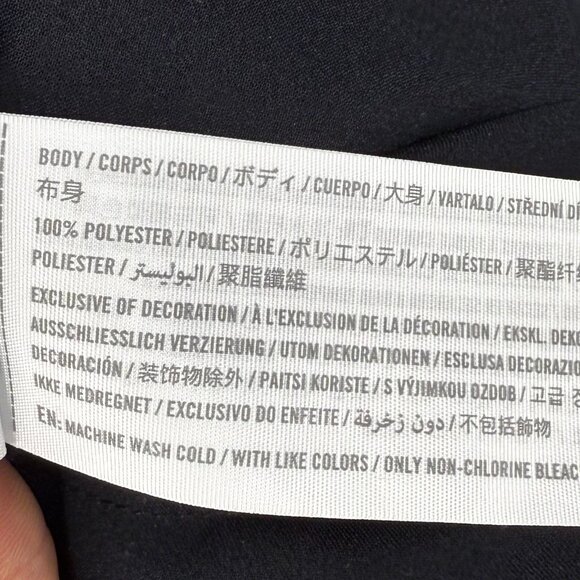 BODY / CORPS / CORPO / ボディ / CUERPO / 大身 / VARTALO / STŘEDNÍ DÍ
布身
100% POLYESTER / POLIESTERE / ポリエステル / POLIÉSTER / 聚酯纤维
POLIESTER / البوليستر / 聚脂纖維
EXCLUSIVE OF DECORATION / À L'EXCLUSION DE LA DÉCORATION / EKSKL. DEKO
AUSSCHLIESSLICH VERZIERUNG / UTOM DEKORATIONEN / ESCLUSA DECORAZIO
DECORACIÓN / 装饰物除外 / PAITSI KORISTE / S VÝJIMKOU OZDOB / 고급 장
IKKE MEDREGNET / EXCLUSIVO DO ENFEITE / دون زخرفة / 不包括飾物
EN: MACHINE WASH COLD / WITH LIKE COLORS / ONLY NON-CHLORINE BLEAC